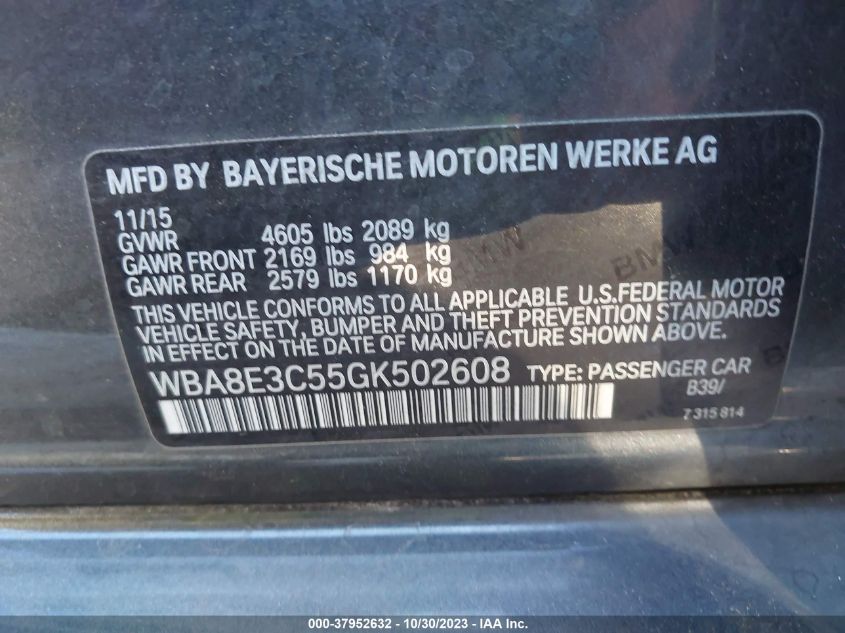 MFD BY BAYERISCHE MOTOREN WERKE AG
11/15
GVWR 4605 lbs 2089 kg
GAWR FRONT 2169 lbs 984 kg
GAWR REAR 2579 lbs 1170 kg
THIS VEHICLE CONFORMS TO ALL APPLICABLE U.S.FEDERAL MOTOR
VEHICLE SAFETY, BUMPER AND THEFT PREVENTION STANDARDS
IN EFFECT ON THE DATE OF MANUFACTURE SHOWN ABOVE.
WBA8E3C55GK502608 TYPE: PASSENGER CAR
B39/
7 315 814
BMW
BMW
000-37952632 - 10/30/2023 - IAA Inc.